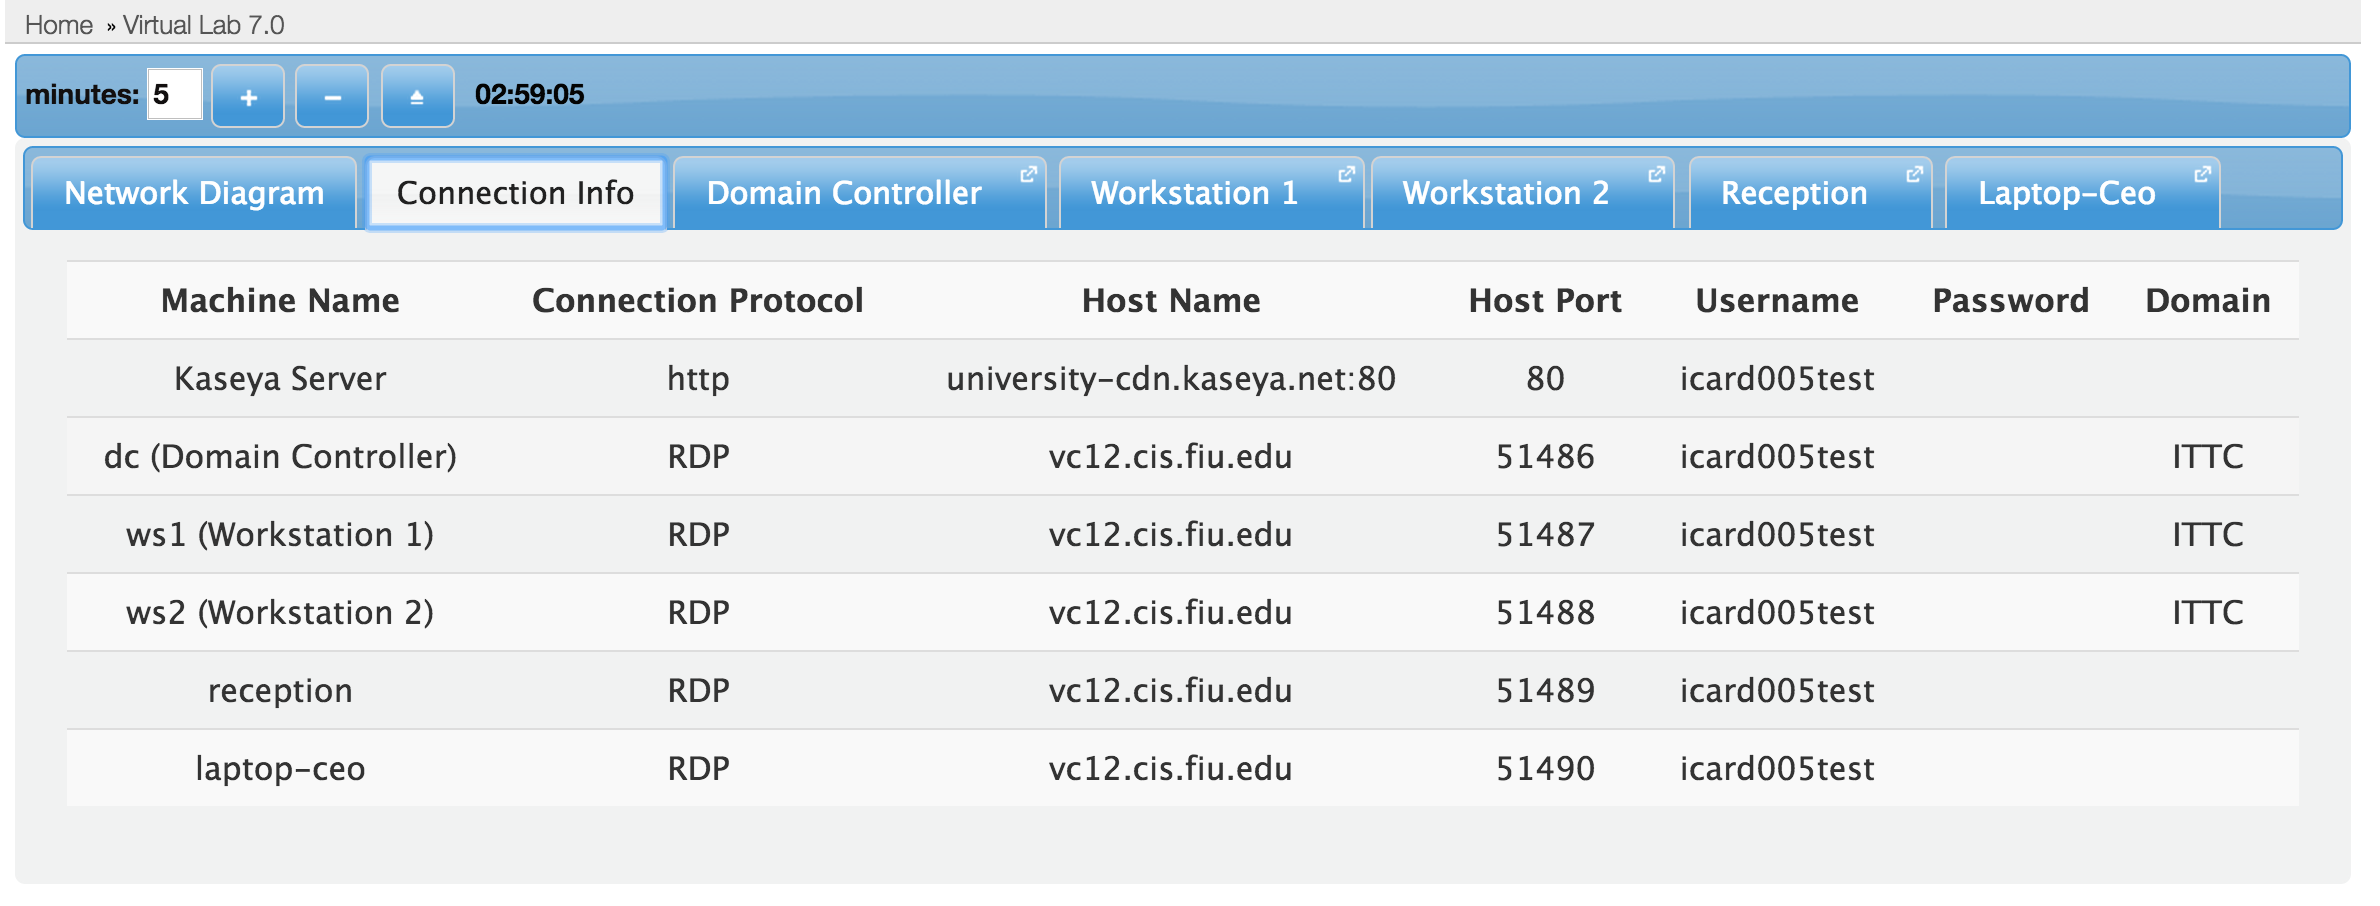 Home » Virtual Lab 7.0
minutes: 5 + − 02:59:05
Network Diagram Connection Info Domain Controller Workstation 1 Workstation 2 Reception Laptop-Ceo
Machine Name Connection Protocol Host Name Host Port Username Password Domain
Kaseya Server http university-cdn.kaseya.net:80 80 icard005test
dc (Domain Controller) RDP vc12.cis.fiu.edu 51486 icard005test ITTC
ws1 (Workstation 1) RDP vc12.cis.fiu.edu 51487 icard005test ITTC
ws2 (Workstation 2) RDP vc12.cis.fiu.edu 51488 icard005test ITTC
reception RDP vc12.cis.fiu.edu 51489 icard005test
laptop-ceo RDP vc12.cis.fiu.edu 51490 icard005test